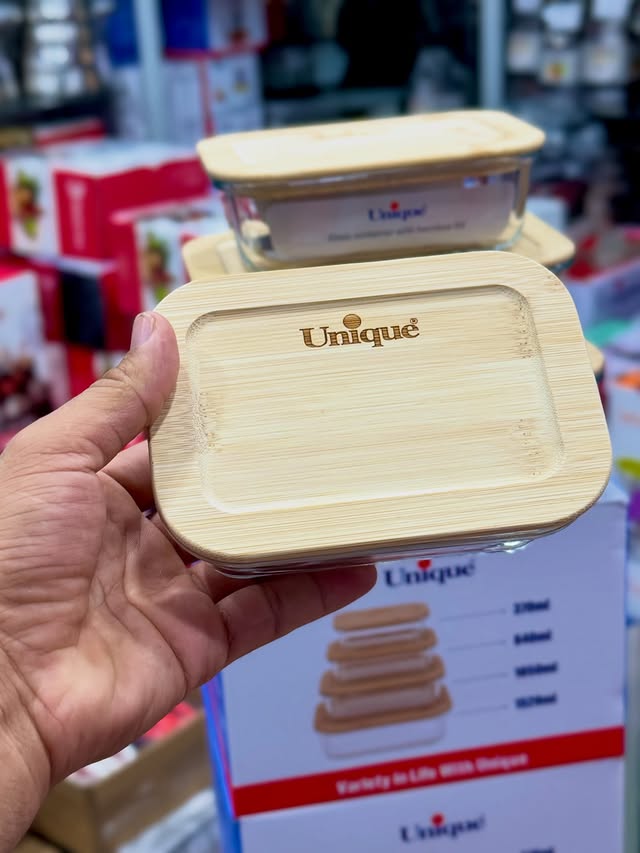 Unique
Glass container with bamboo lid
Unique®
Unique
370ml
640ml
1050ml
1520ml
Variety in Life With Unique
Unique